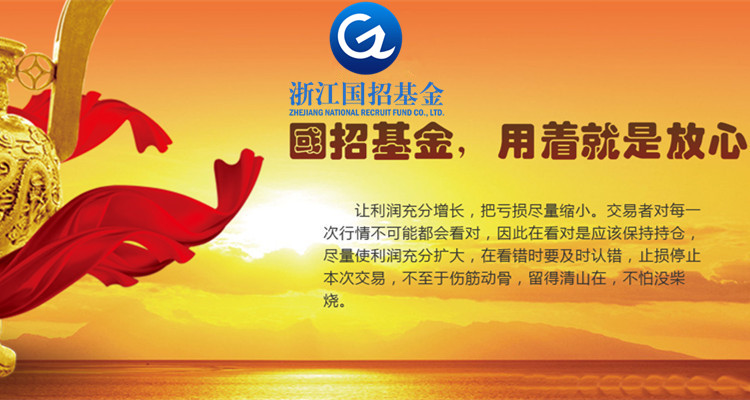 浙江国招基金
ZHEJIANG NATIONAL RECRUIT FUND CO., LTD.
國招基金，用着就是放心
让利润充分增长，把亏损尽量缩小。交易者对每一
次行情不可能都会看对，因此在看对是应该保持持仓，
尽量使利润充分扩大，在看错时要及时认错，止损停止
本次交易，不至于伤筋动骨，留得清山在，不怕没柴
烧。